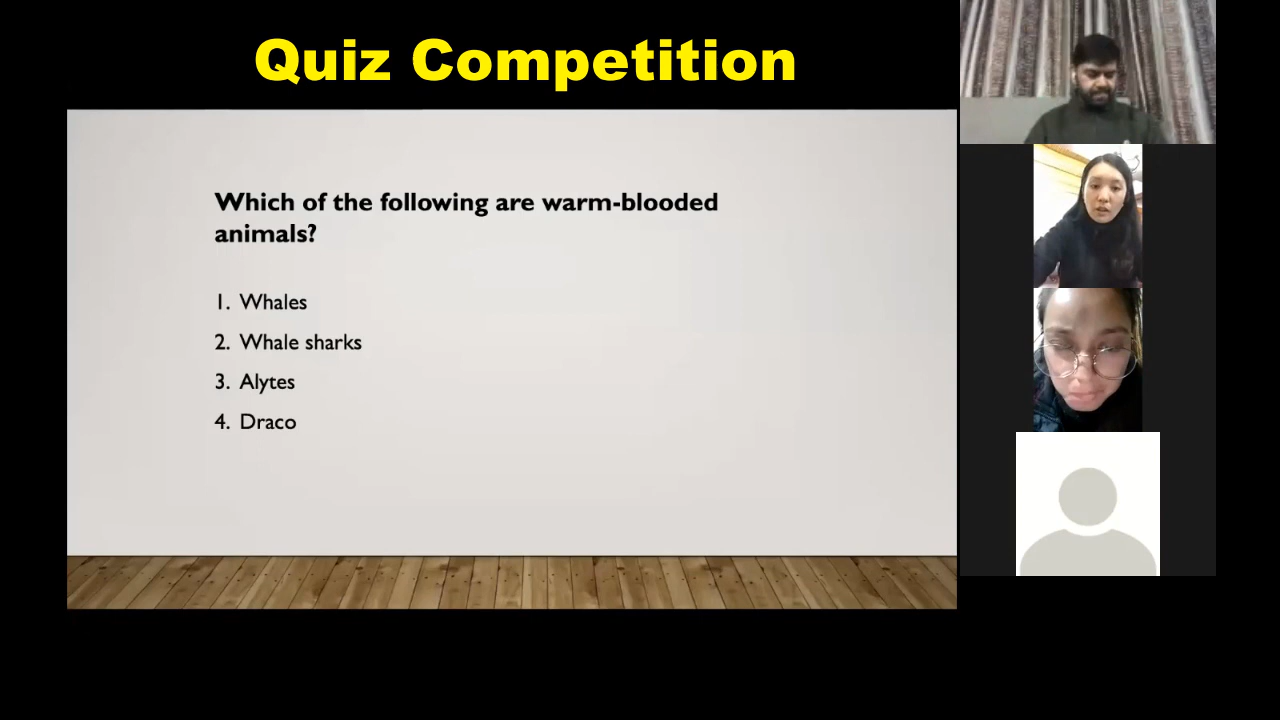 Quiz Competition
Which of the following are warm-blooded
animals?
1. Whales
2. Whale sharks
3. Alytes
4. Draco